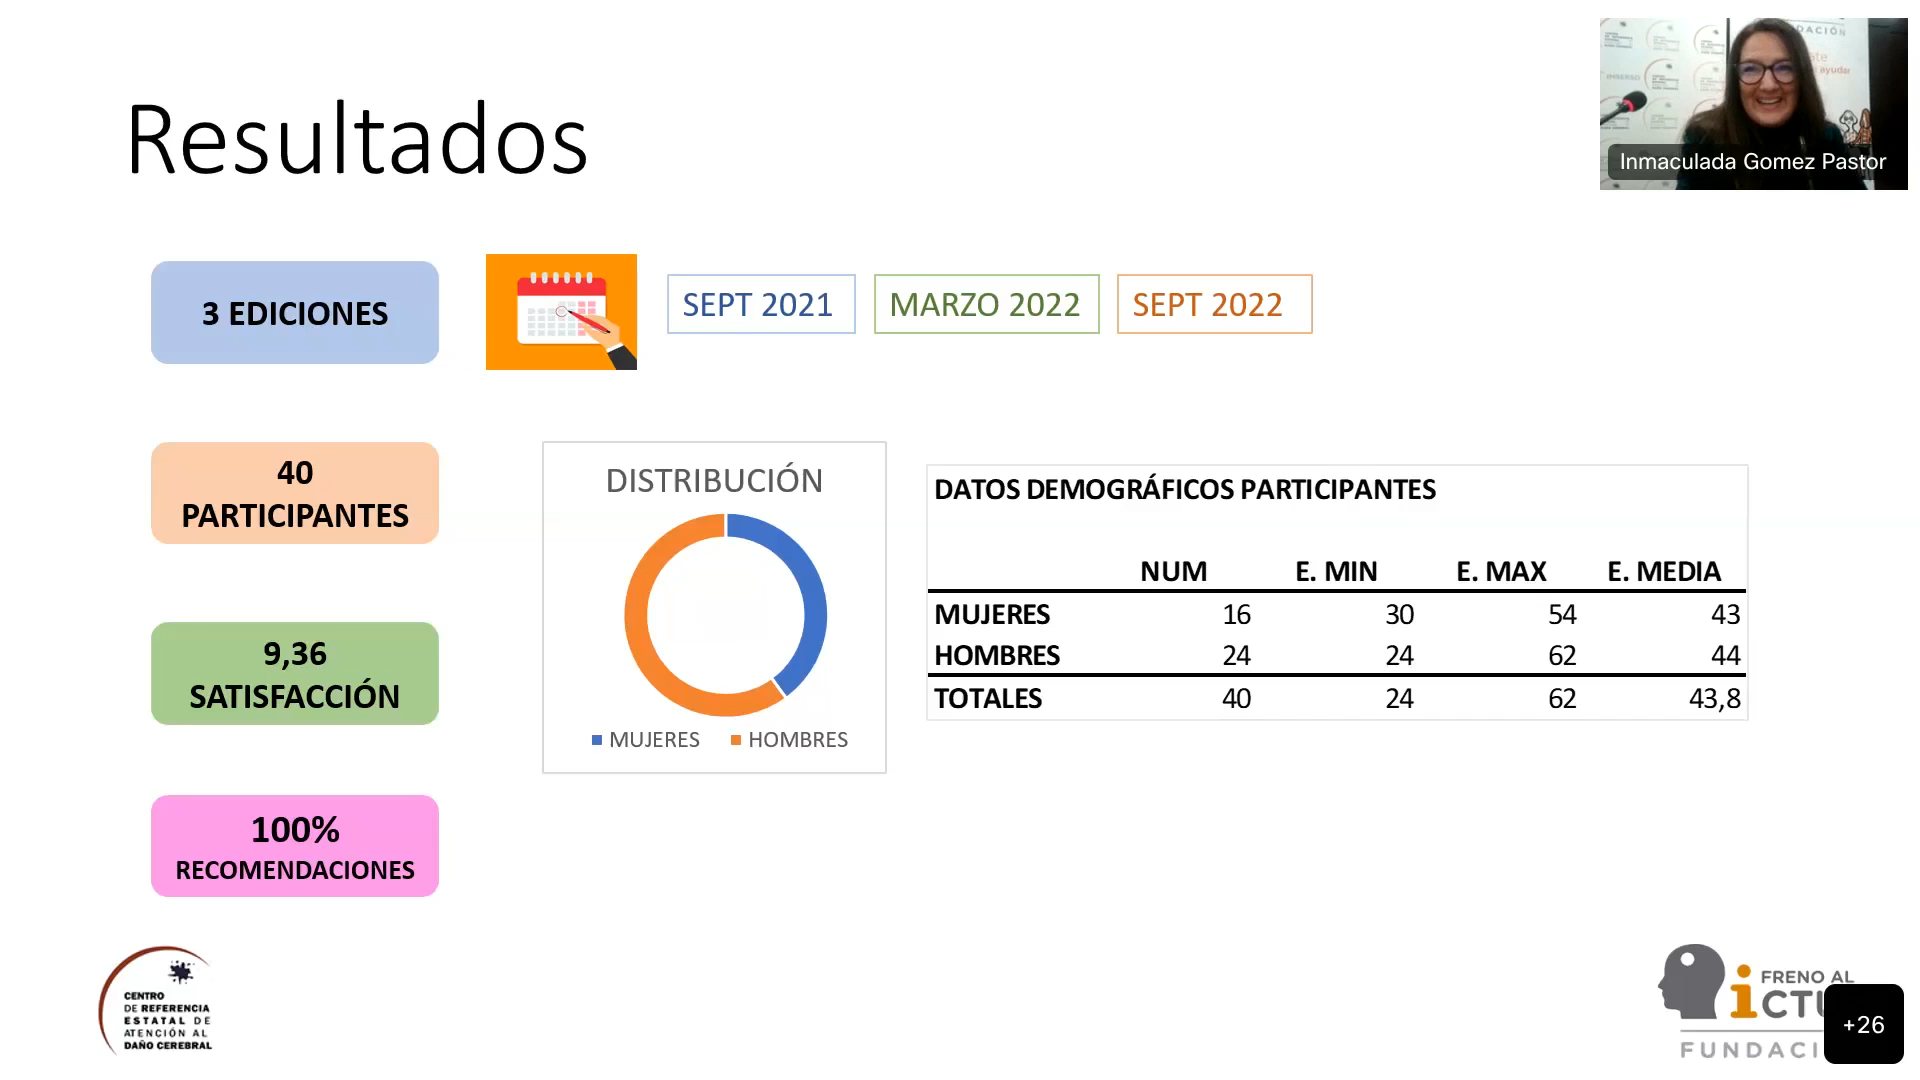 Resultados
Inmaculada Gomez Pastor
DACIÓN
ayudar
3 EDICIONES
SEPT 2021
MARZO 2022
SEPT 2022
40
PARTICIPANTES
9,36
SATISFACCIÓN
100%
RECOMENDACIONES
DISTRIBUCIÓN
MUJERES HOMBRES
DATOS DEMOGRÁFICOS PARTICIPANTES
NUM E. MIN E. MAX E. MEDIA
MUJERES 16 30 54 43
HOMBRES 24 24 62 44
TOTALES 40 24 62 43,8
CENTRO
DE REFERENCIA
ESTATAL DE
ATENCIÓN AL
DAÑO CEREBRAL
FRENO AL
iCTU
FUNDACI
+26